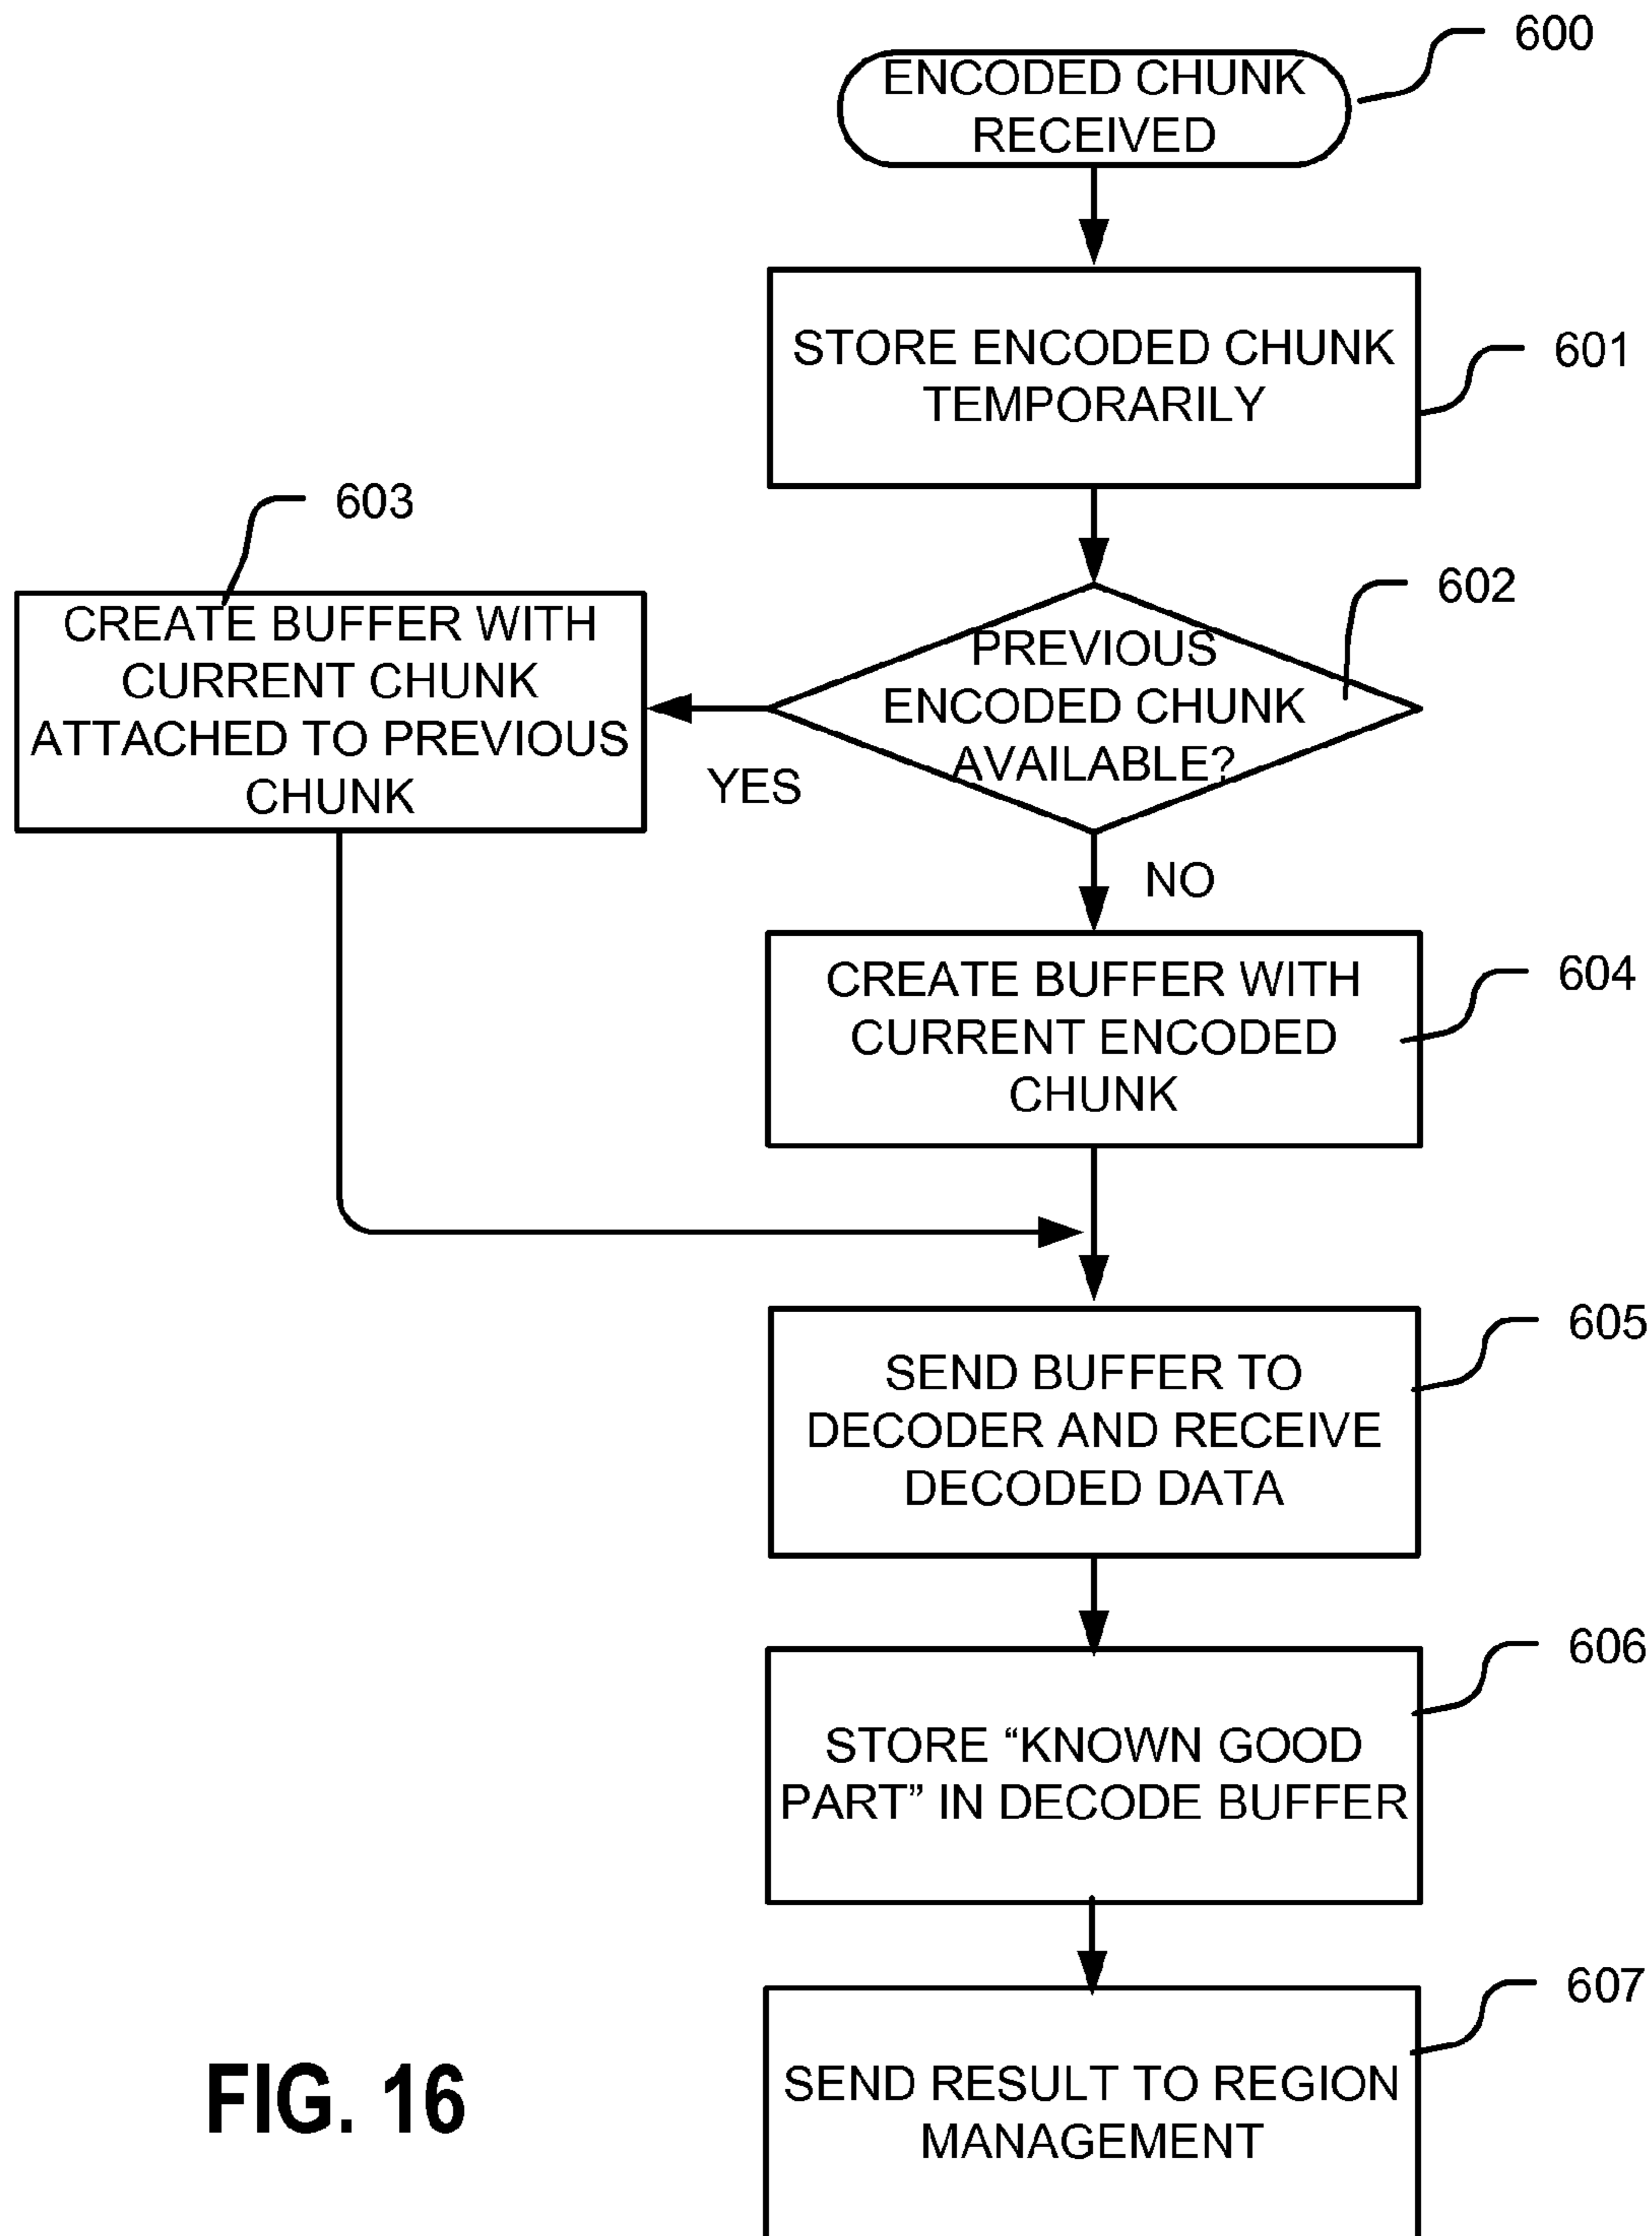 600
ENCODED CHUNK
RECEIVED
STORE ENCODED CHUNK
TEMPORARILY
601
603
CREATE BUFFER WITH
CURRENT CHUNK
ATTACHED TO PREVIOUS
CHUNK
602
PREVIOUS
ENCODED CHUNK
AVAILABLE?
YES
NO
CREATE BUFFER WITH
CURRENT ENCODED
CHUNK
604
SEND BUFFER TO
DECODER AND RECEIVE
DECODED DATA
605
STORE “KNOWN GOOD
PART” IN DECODE BUFFER
606
SEND RESULT TO REGION
MANAGEMENT
607
FIG. 16